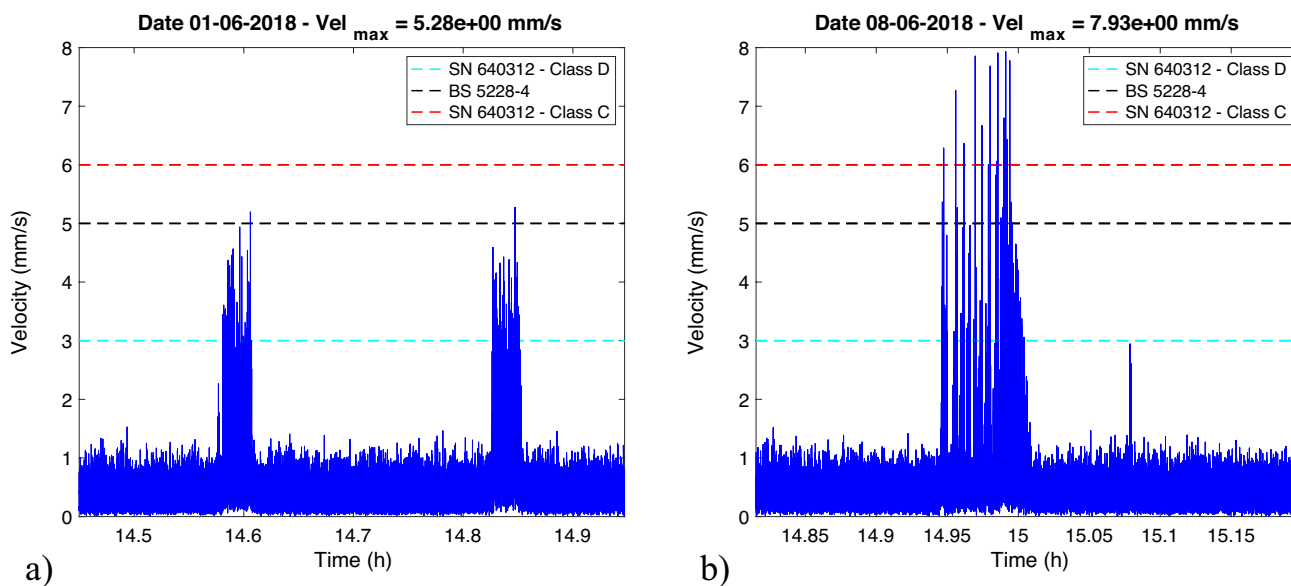 Date 01-06-2018 - Vel max = 5.28e+00 mm/s
8
7
6
5
4
3
2
1
0
Velocity (mm/s)
SN 640312 - Class D
BS 5228-4
SN 640312 - Class C
14.5 14.6 14.7 14.8 14.9
Time (h)
a)
Date 08-06-2018 - Vel max = 7.93e+00 mm/s
8
7
6
5
4
3
2
1
0
Velocity (mm/s)
SN 640312 - Class D
BS 5228-4
SN 640312 - Class C
14.85 14.9 14.95 15 15.05 15.1 15.15
Time (h)
b)